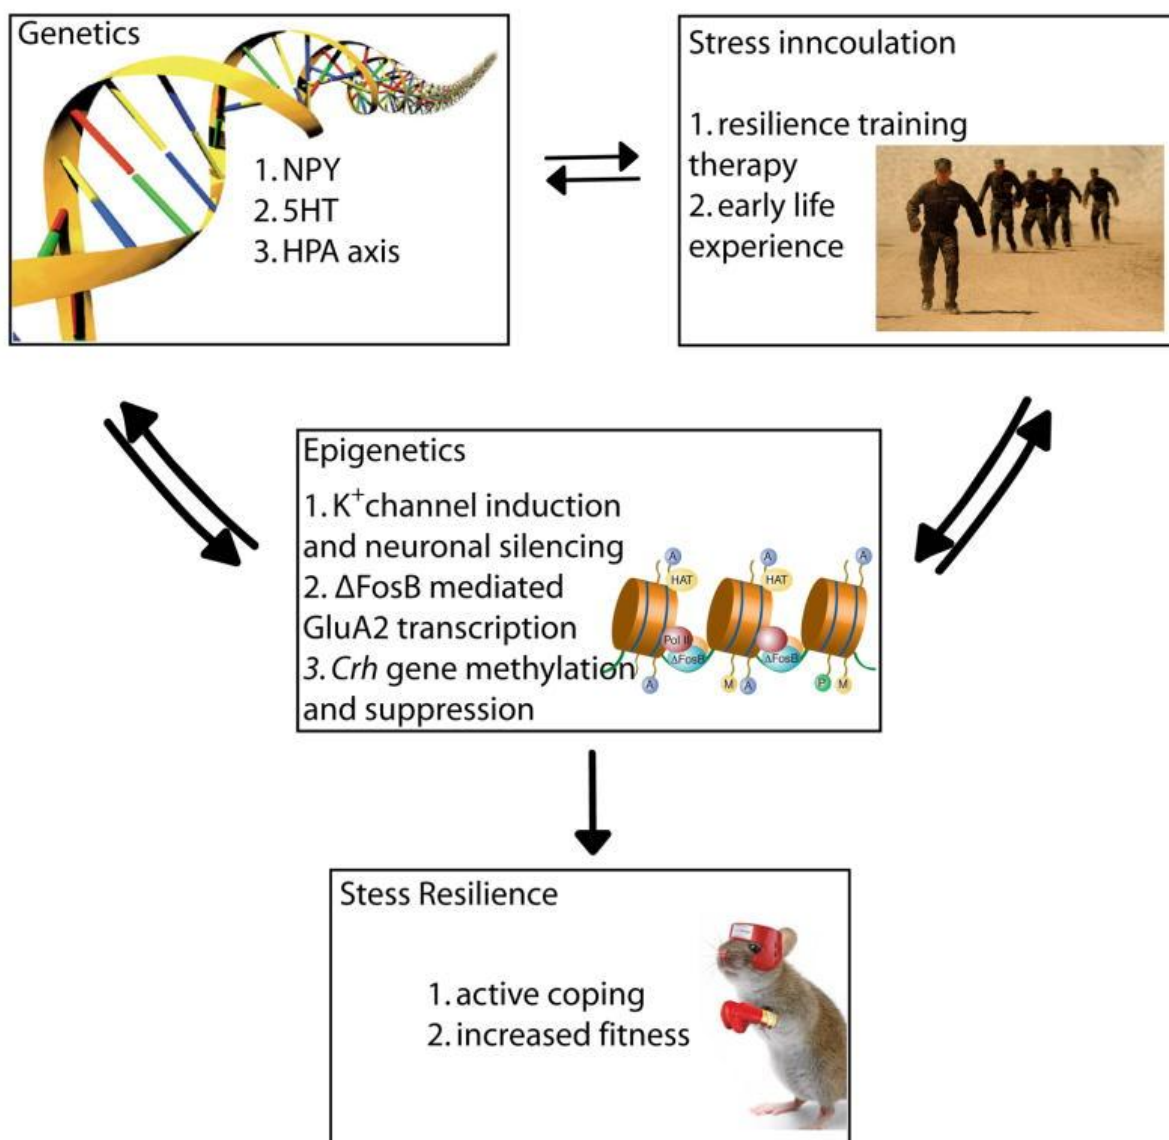 Genetics
1. NPY
2. 5HT
3. HPA axis
Stress inncoulation
1. resilience training
therapy
2. early life
experience
Epigenetics
1. K⁺channel induction
and neuronal silencing
2. ΔFosB mediated
GluA2 transcription
3. Crh gene methylation
and suppression
A
A
A
HAT
HAT
Pol II
ΔFosB
ΔFosB
A
M
A
P
M
Stess Resilience
1. active coping
2. increased fitness